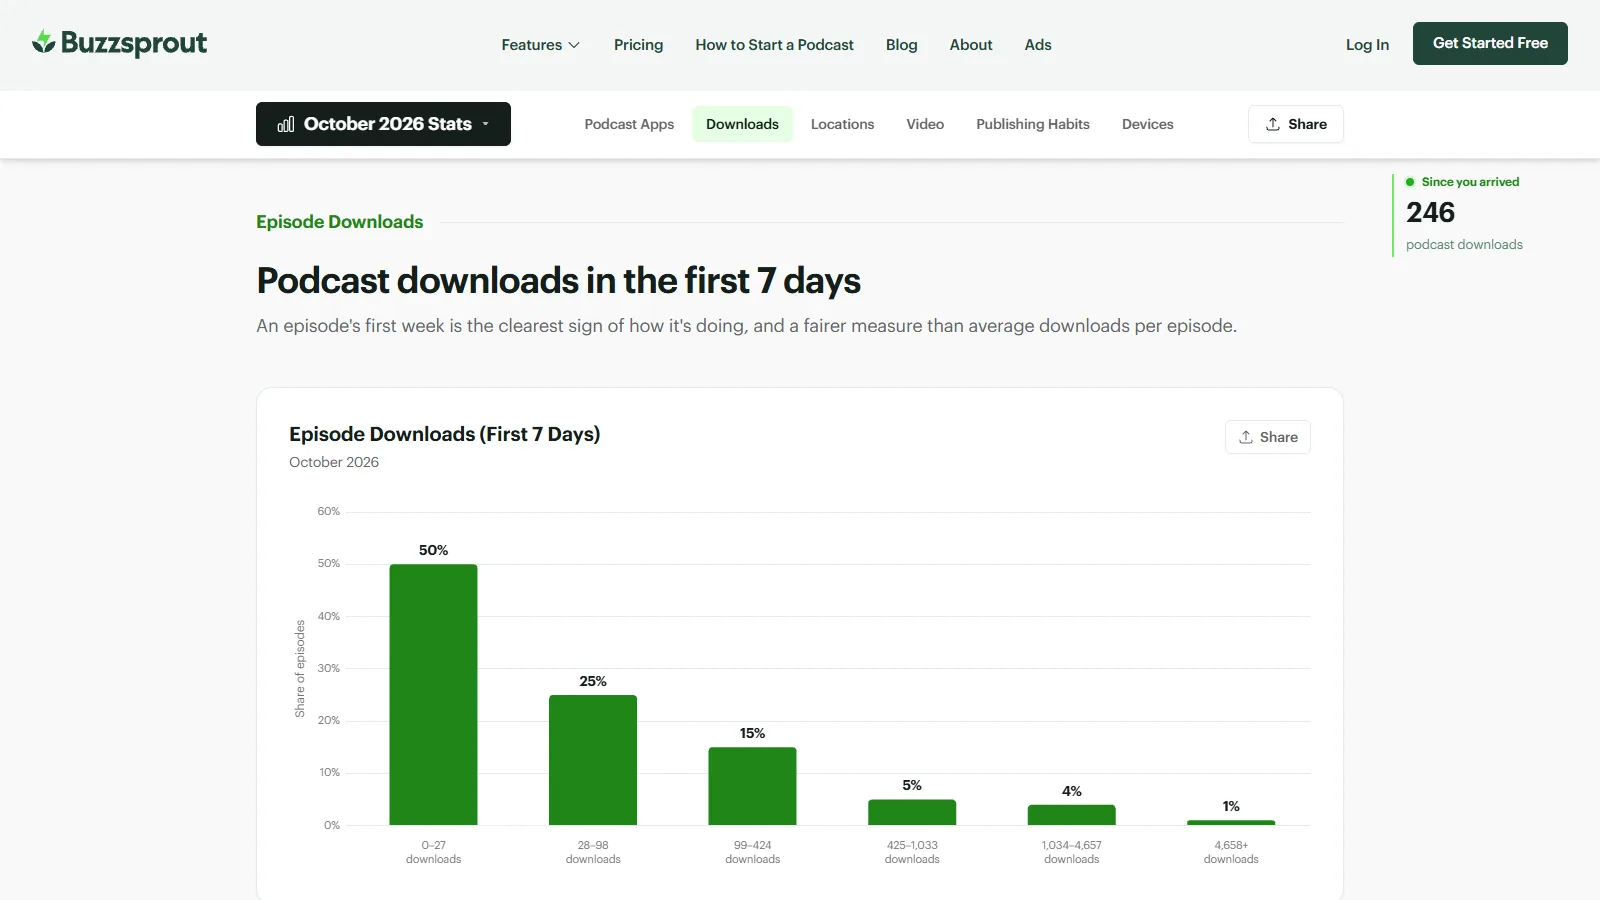 Buzzsprout
Features
Pricing
How to Start a Podcast
Blog
About
Ads
Log In
Get Started Free
October 2026 Stats
Podcast Apps
Downloads
Locations
Video
Publishing Habits
Devices
Share
Since you arrived
246
podcast downloads
Episode Downloads
Podcast downloads in the first 7 days
An episode's first week is the clearest sign of how it's doing, and a fairer measure than average downloads per episode.
Episode Downloads (First 7 Days)
October 2026
Share
Share of episodes
60%
50%
40%
30%
20%
10%
0%
50%
25%
15%
5%
4%
1%
0–27
downloads
28–98
downloads
99–424
downloads
425–1,033
downloads
1,034–4,657
downloads
4,658+
downloads